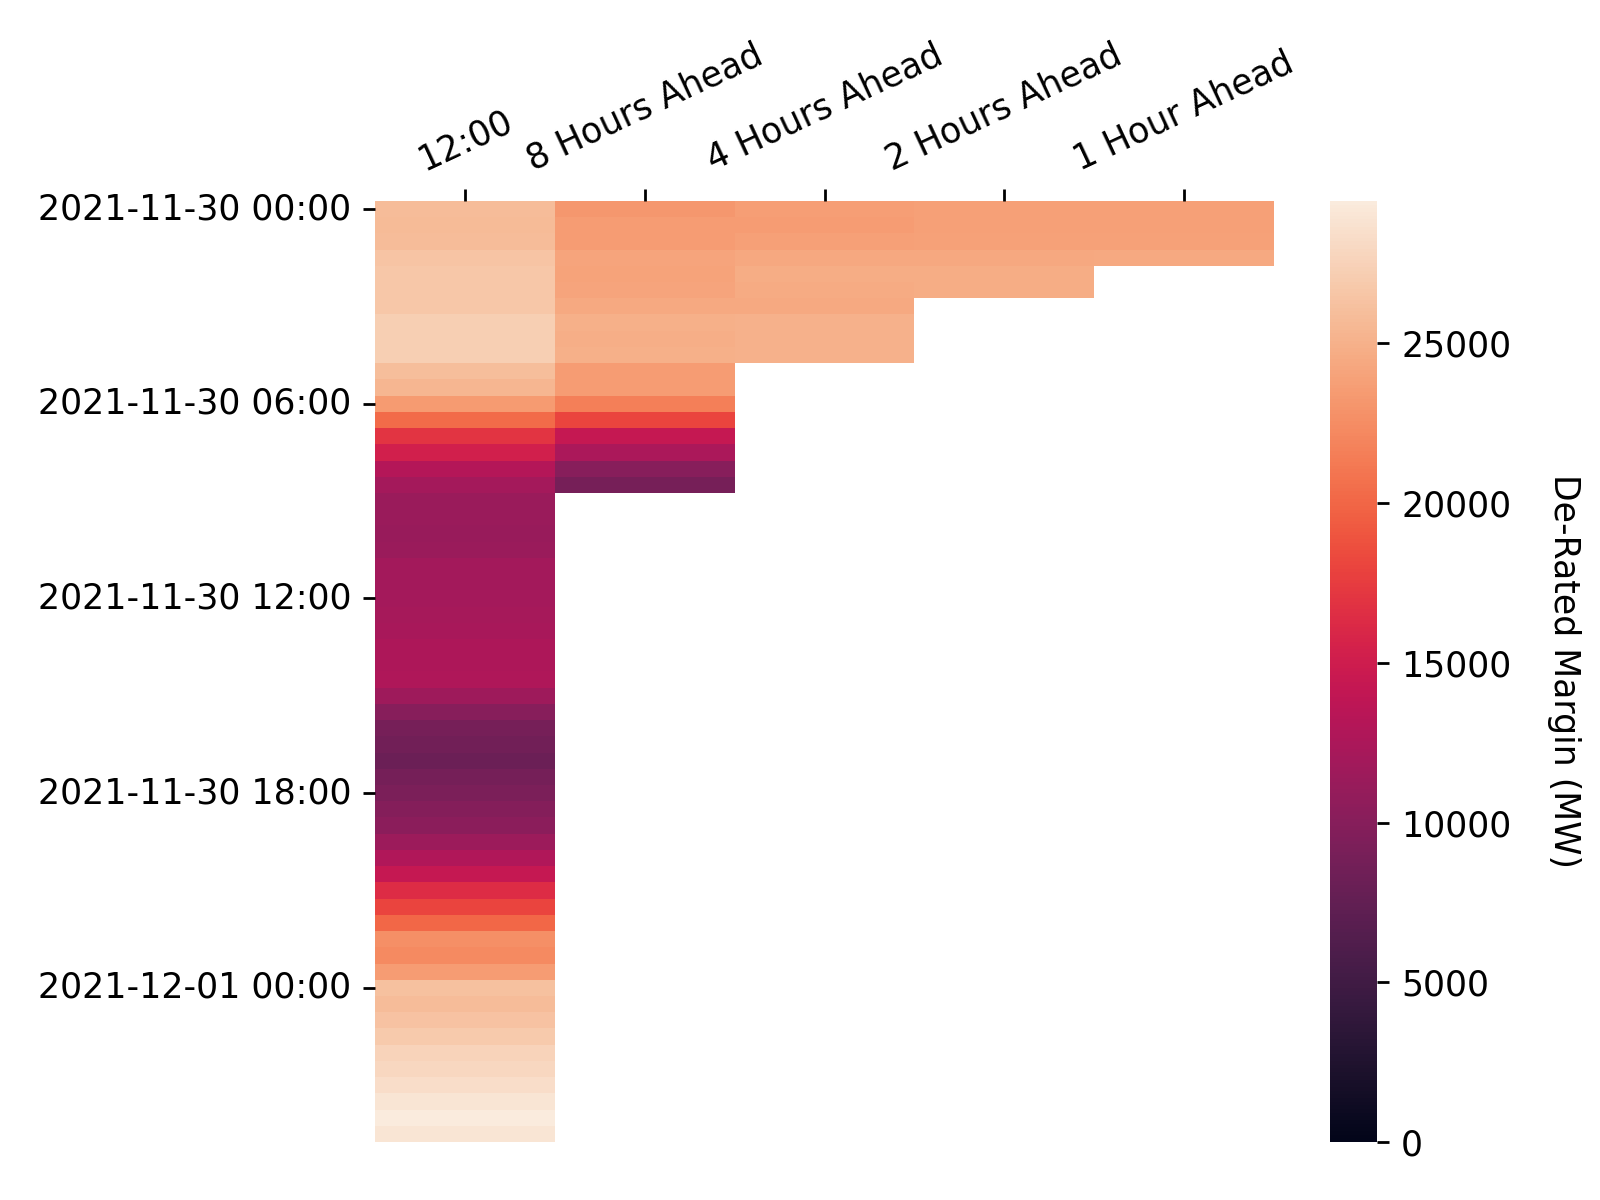 12:00
8 Hours Ahead
4 Hours Ahead
2 Hours Ahead
1 Hour Ahead
2021-11-30 00:00
2021-11-30 06:00
2021-11-30 12:00
2021-11-30 18:00
2021-12-01 00:00
25000
20000
15000
10000
5000
0
De-Rated Margin (MW)